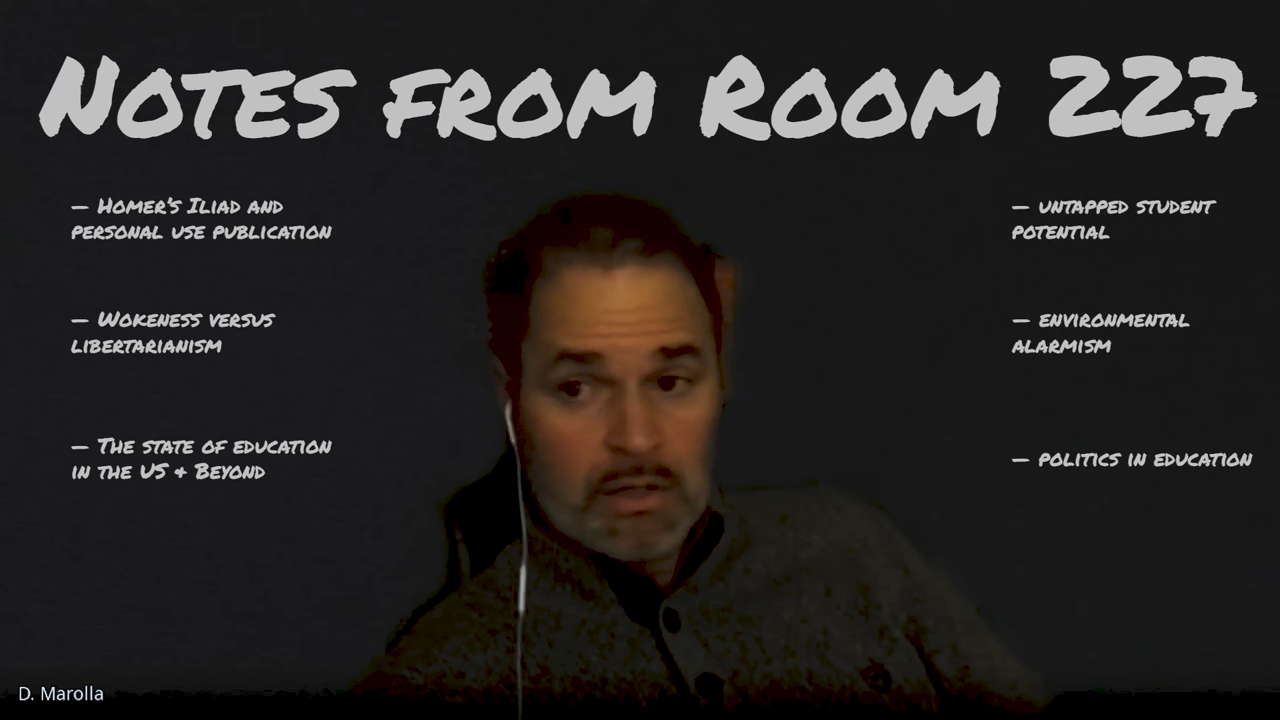 Notes from Room 227
– Homer's Iliad and
personal use publication
– Wokeness versus
libertarianism
– The state of education
in the US + Beyond
– untapped student
potential
– environmental
alarmism
– politics in education
D. Marolla